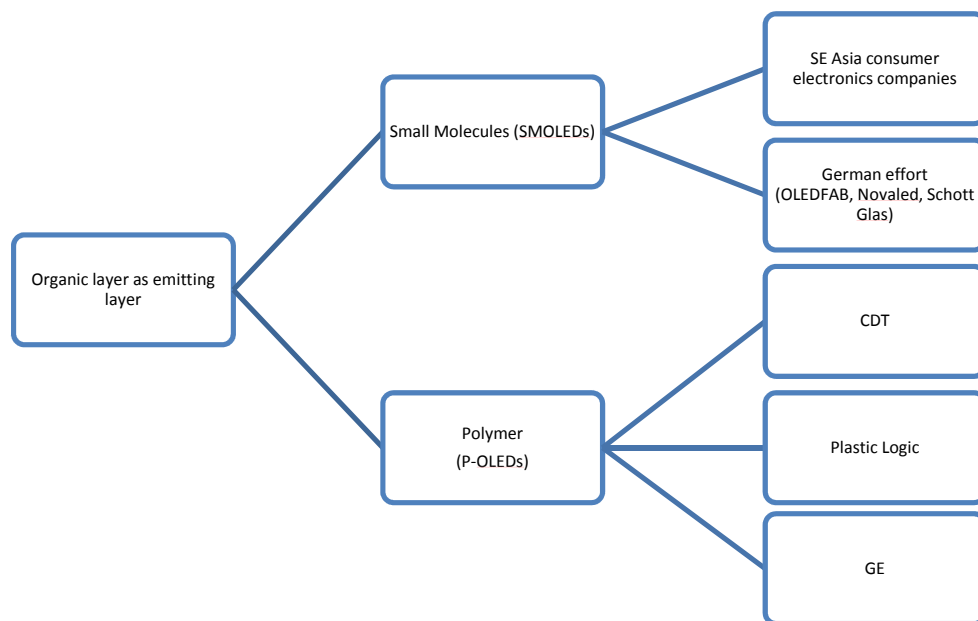 SE Asia consumer
electronics companies
Small Molecules (SMOLEDs)
German effort
(OLEDFAB, Novaled, Schott
Glas)
Organic layer as emitting
layer
CDT
Polymer
(P-OLEDs)
Plastic Logic
GE